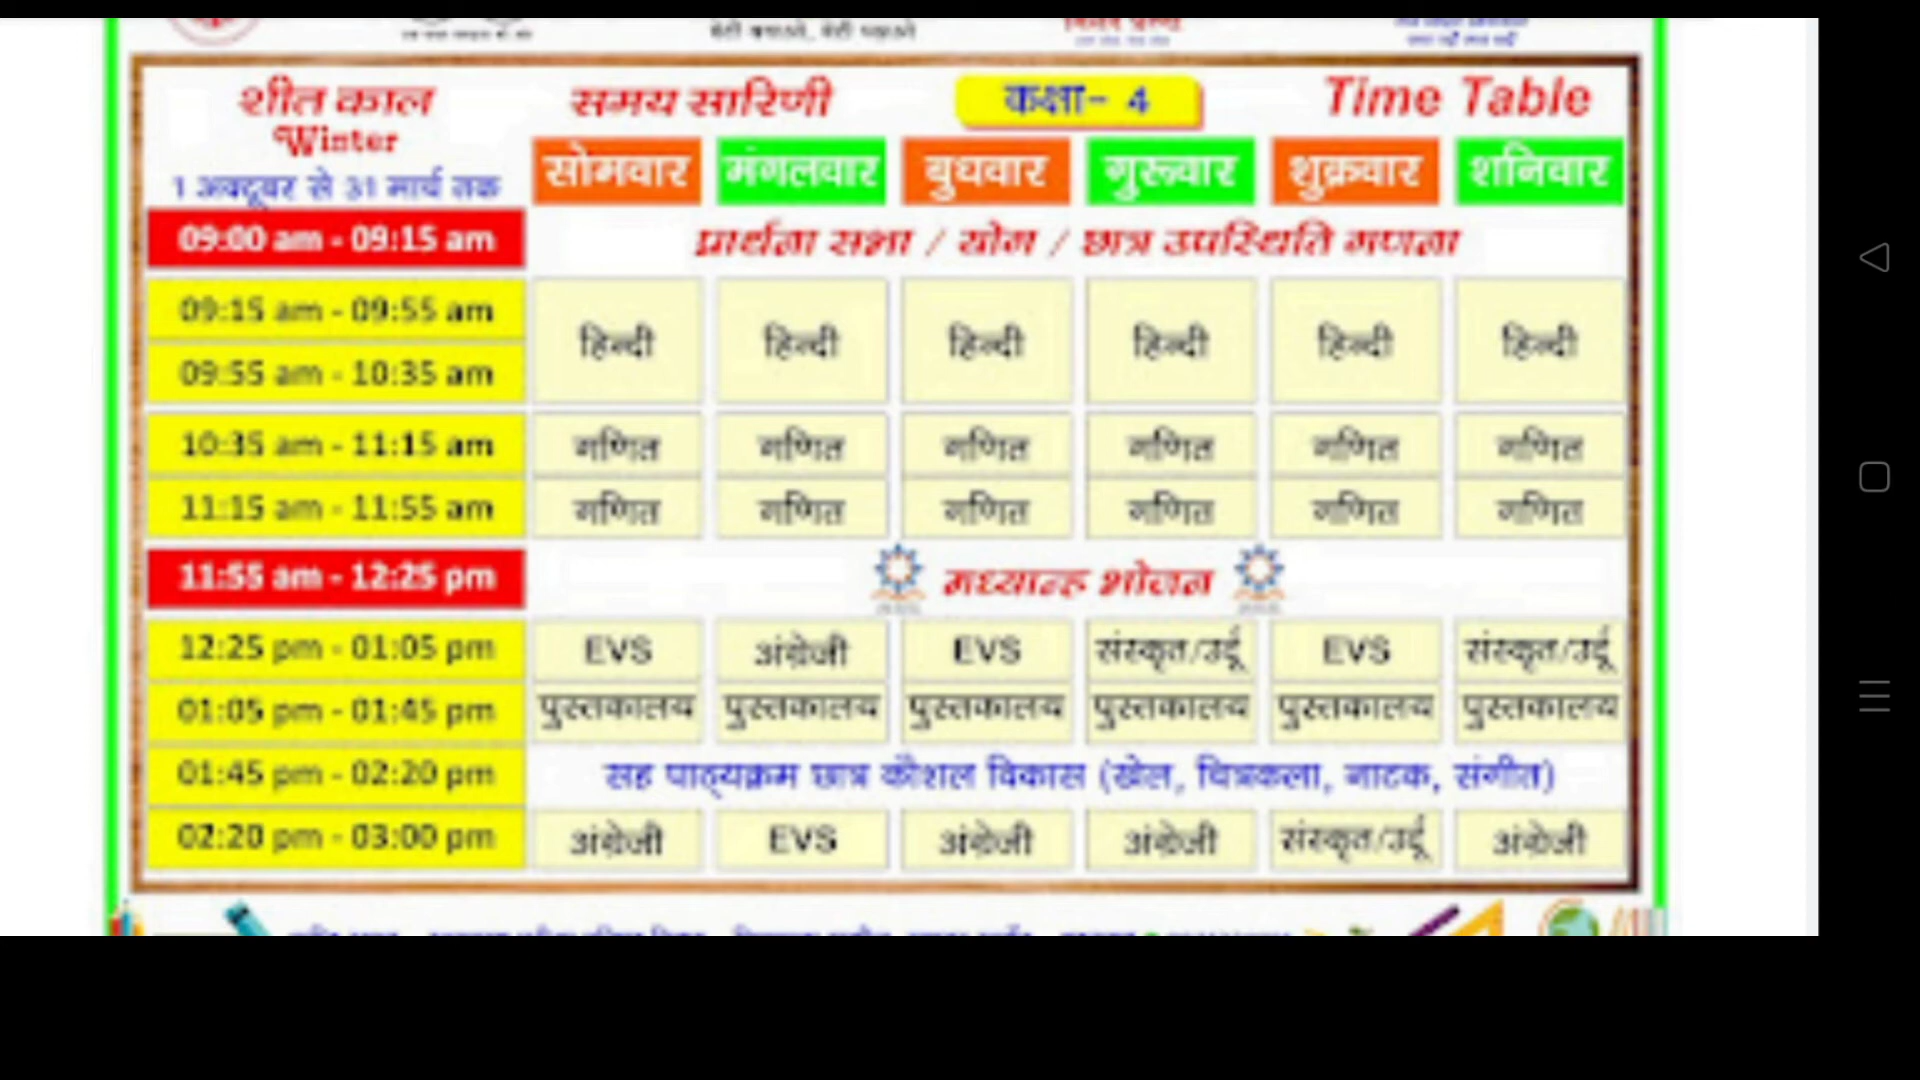 बेटी बचाओ, बेटी पढ़ाओ
शीत काल समय सारिणी कक्षा- 4 Time Table
Winter
1 अक्टूबर से 31 मार्च तक सोमवार मंगलवार बुधवार गुरूवार शुक्रवार शनिवार
09:00 am - 09:15 am प्रार्थना सभा / योग / छात्र उपस्थिति गणना
09:15 am - 09:55 am
हिन्दी हिन्दी हिन्दी हिन्दी हिन्दी हिन्दी
09:55 am - 10:35 am
10:35 am - 11:15 am गणित गणित गणित गणित गणित गणित
11:15 am - 11:55 am गणित गणित गणित गणित गणित गणित
11:55 am - 12:25 pm मध्यान्ह भोजन
12:25 pm - 01:05 pm EVS अंग्रेजी EVS संस्कृत/उर्दू EVS संस्कृत/उर्दू
01:05 pm - 01:45 pm पुस्तकालय पुस्तकालय पुस्तकालय पुस्तकालय पुस्तकालय पुस्तकालय
01:45 pm - 02:20 pm सह पाठ्यक्रम छात्र कौशल विकास (खेल, चित्रकला, नाटक, संगीत)
02:20 pm - 03:00 pm अंग्रेजी EVS अंग्रेजी अंग्रेजी संस्कृत/उर्दू अंग्रेजी